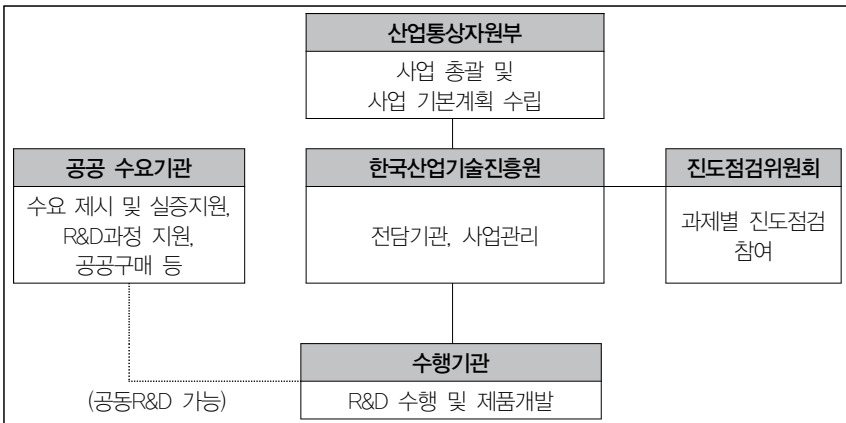 산업통상자원부
사업 총괄 및
사업 기본계획 수립
공공 수요기관
수요 제시 및 실증지원,
R&D과정 지원,
공공구매 등
한국산업기술진흥원
전담기관, 사업관리
진도점검위원회
과제별 진도점검
참여
수행기관
R&D 수행 및 제품개발
(공동R&D 가능)